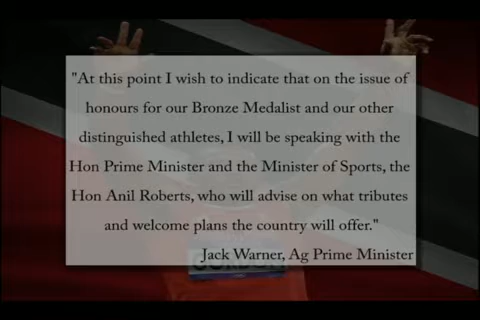 "At this point I wish to indicate that on the issue of
honours for our Bronze Medalist and our other
distinguished athletes, I will be speaking with the
Hon Prime Minister and the Minister of Sports, the
Hon Anil Roberts, who will advise on what tributes
and welcome plans the country will offer."
Jack Warner, Ag Prime Minister
GORDON